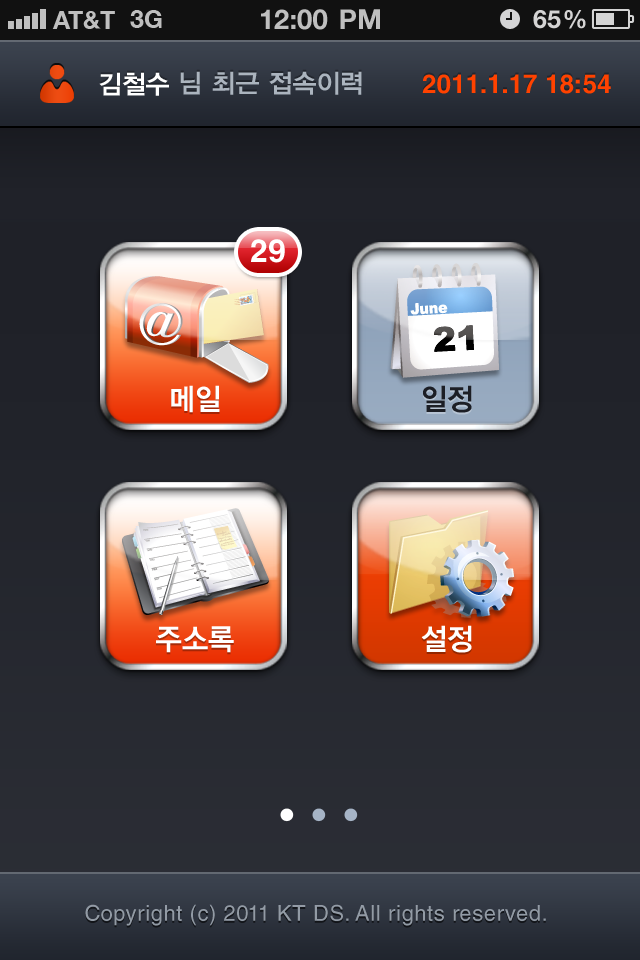 AT&T 3G 12:00 PM 65%
김철수 님 최근 접속이력 2011.1.17 18:54
29
@
메일
June
21
일정
주소록
설정
Copyright (c) 2011 KT DS. All rights reserved.